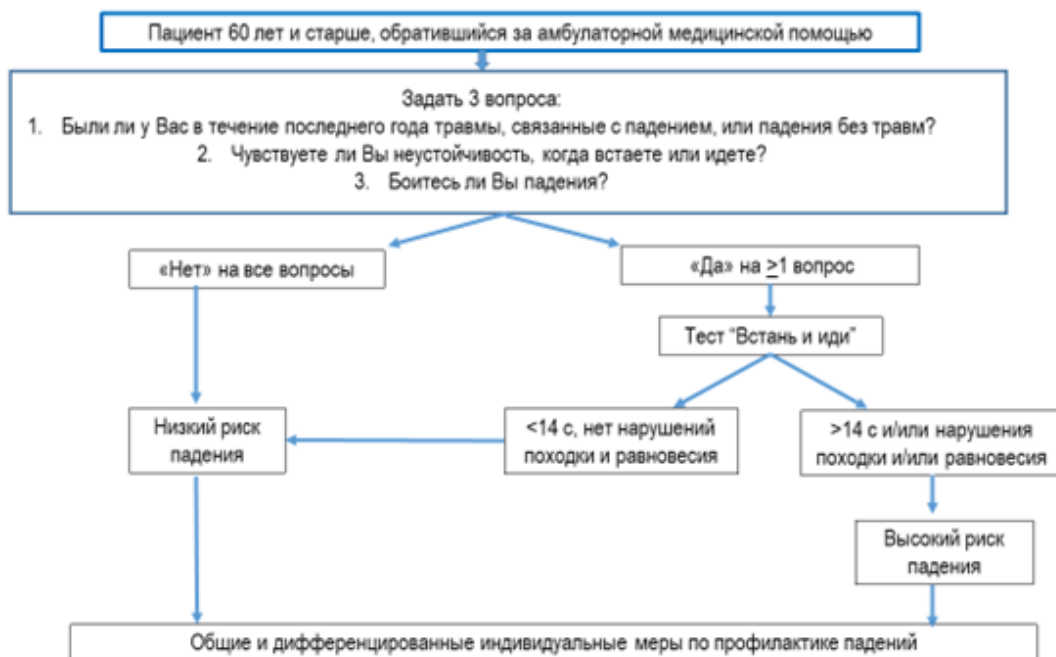 Пациент 60 лет и старше, обратившийся за амбулаторной медицинской помощью
Задать 3 вопроса:
1. Были ли у Вас в течение последнего года травмы, связанные с падением, или падения без травм?
2. Чувствуете ли Вы неустойчивость, когда встаете или идете?
3. Боитесь ли Вы падения?
«Нет» на все вопросы
«Да» на >1 вопрос
Тест "Встань и иди"
Низкий риск
падения
<14 с, нет нарушений
походки и равновесия
>14 с и/или нарушения
походки и/или равновесия
Высокий риск
падения
Общие и дифференцированные индивидуальные меры по профилактике падений